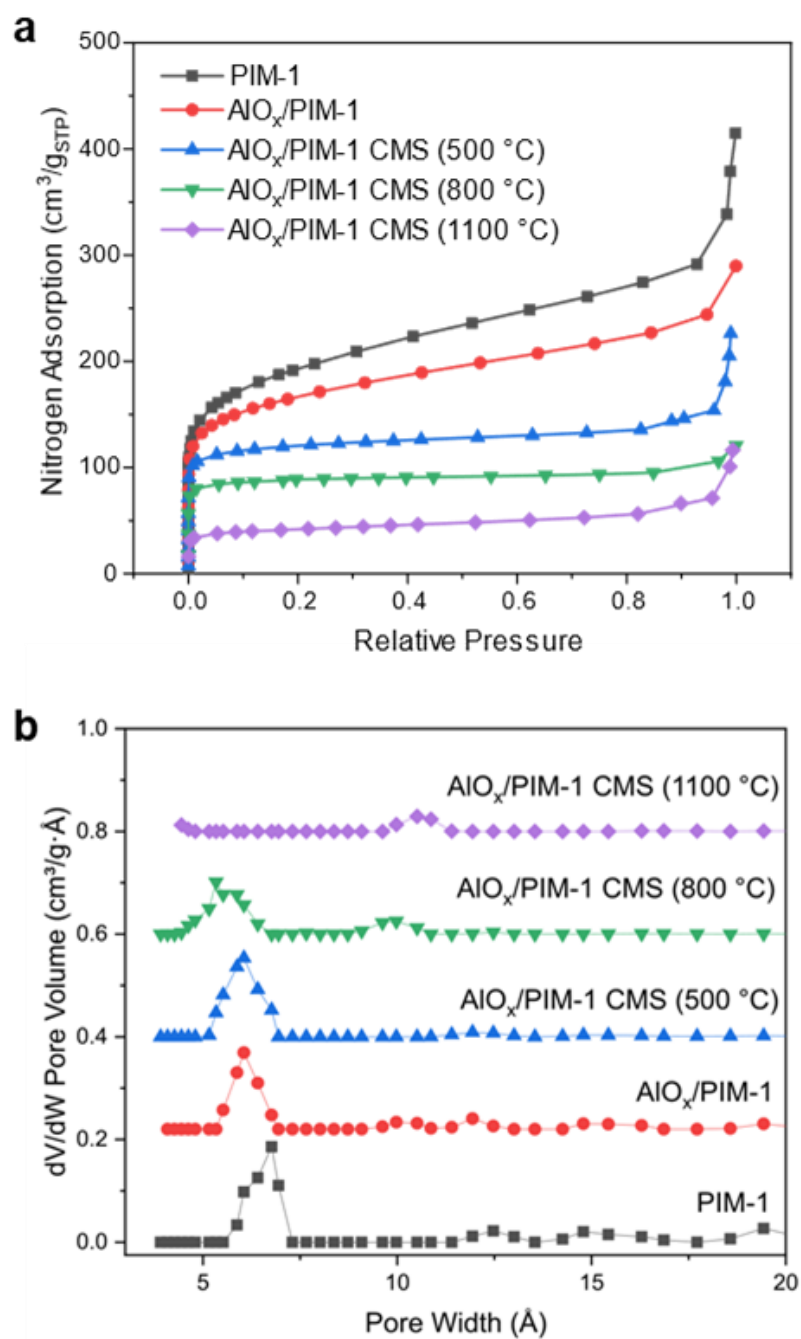 a
500
400
300
200
100
0
Nitrogen Adsorption (cm³/g_STP)
PIM-1
AlOₓ/PIM-1
AlOₓ/PIM-1 CMS (500 °C)
AlOₓ/PIM-1 CMS (800 °C)
AlOₓ/PIM-1 CMS (1100 °C)
0.0 0.2 0.4 0.6 0.8 1.0
Relative Pressure
b
1.0
0.8
0.6
0.4
0.2
0.0
dV/dW Pore Volume (cm³/g·Å)
AlOₓ/PIM-1 CMS (1100 °C)
AlOₓ/PIM-1 CMS (800 °C)
AlOₓ/PIM-1 CMS (500 °C)
AlOₓ/PIM-1
PIM-1
5 10 15 20
Pore Width (Å)